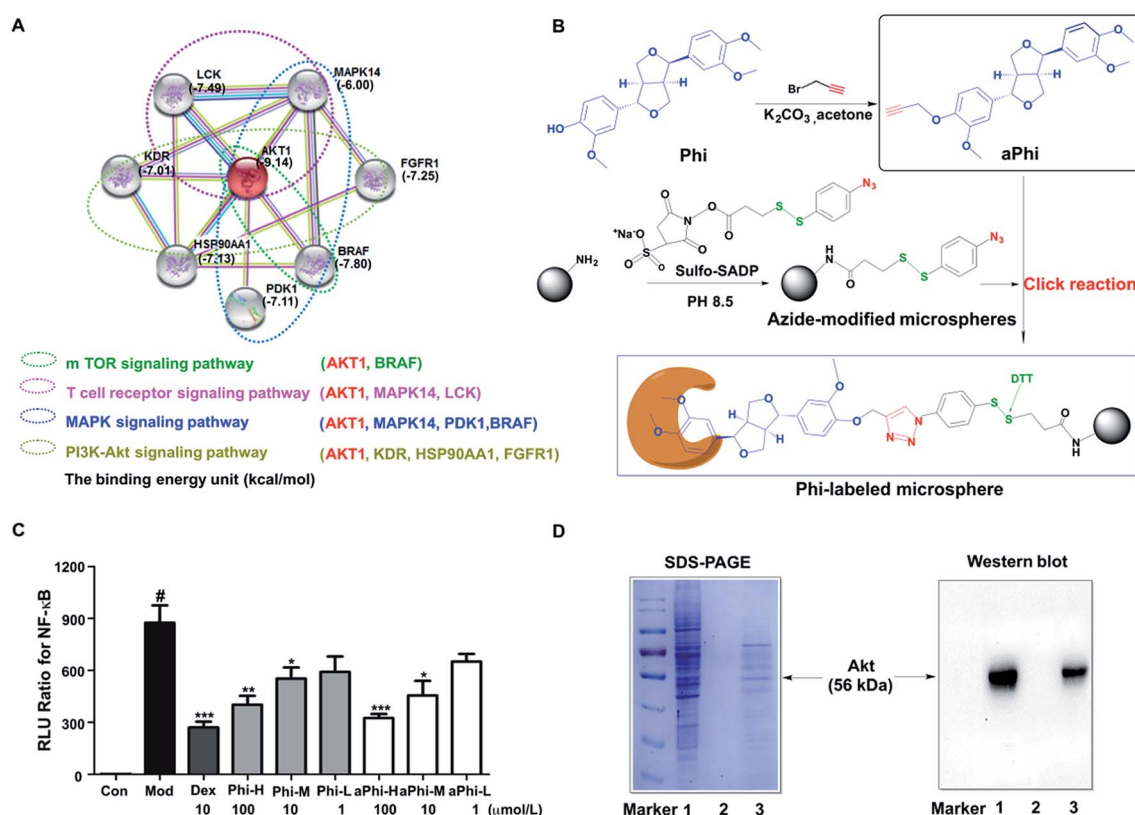 A
LCK
(-7.49)
MAPK14
(-6.00)
KDR
(-7.01)
AKT1
(-9.14)
FGFR1
(-7.25)
HSP90AA1
(-7.13)
BRAF
(-7.80)
PDK1
(-7.11)
m TOR signaling pathway (AKT1, BRAF)
T cell receptor signaling pathway (AKT1, MAPK14, LCK)
MAPK signaling pathway (AKT1, MAPK14, PDK1,BRAF)
PI3K-Akt signaling pathway (AKT1, KDR, HSP90AA1, FGFR1)
The binding energy unit (kcal/mol)
B
O
O
O
H
H
O
HO
O
Phi
Br
K2CO3 ,acetone
O
O
O
H
H
O
O
O
aPhi
NH2
O
N
O
O
O
+Na-O
S
O
O
S
S
N3
Sulfo-SADP
PH 8.5
H
N
O
S
S
N3
Azide-modified microspheres
Click reaction
O
O
O
H
H
O
O
O
N
N
N
S
S
DTT
O
N
H
Phi-labeled microsphere
C
RLU Ratio for NF-κB
1200
900
600
300
0
#
***
**
*
***
*
Con Mod Dex Phi-H Phi-M Phi-L aPhi-H aPhi-M aPhi-L
10 100 10 1 100 10 1 (μmol/L)
D
SDS-PAGE
Western blot
Akt
(56 kDa)
Marker 1 2 3
Marker 1 2 3